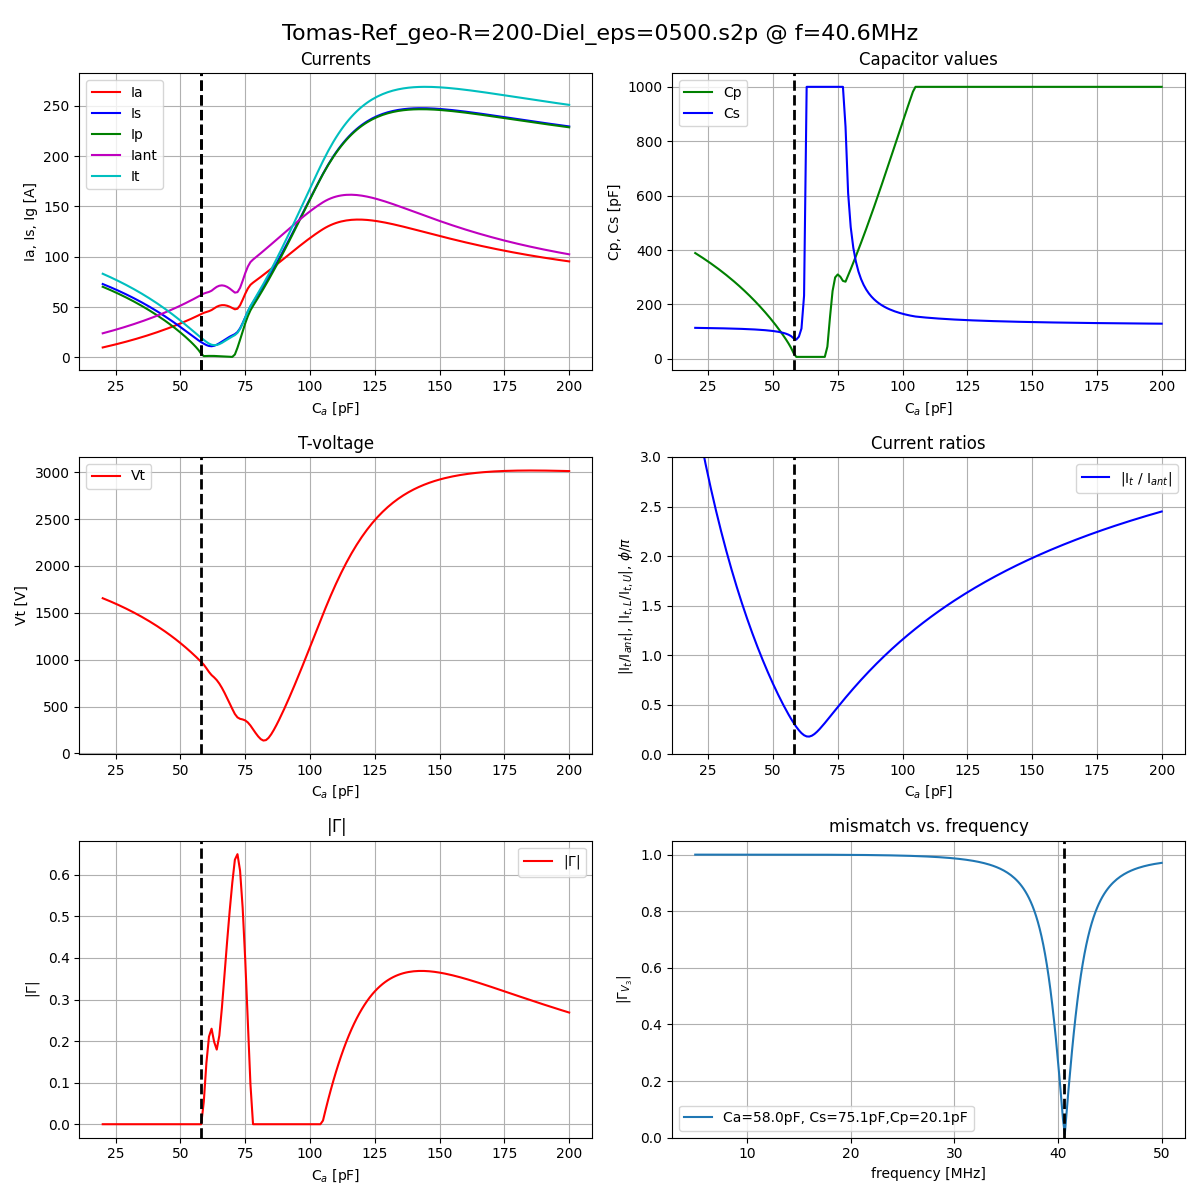 Tomas-Ref_geo-R=200-Diel_eps=0500.s2p @ f=40.6MHz
Currents
Ia, Is, Ig [A]
250
200
150
100
50
0
Ia
Is
Ip
Iant
It
25 50 75 100 125 150 175 200
Ca [pF]
Capacitor values
Cp, Cs [pF]
1000
800
600
400
200
0
Cp
Cs
25 50 75 100 125 150 175 200
Ca [pF]
T-voltage
Vt [V]
3000
2500
2000
1500
1000
500
0
Vt
25 50 75 100 125 150 175 200
Ca [pF]
Current ratios
|It/Iant|, |It,L/It,U|, ϕ/π
3.0
2.5
2.0
1.5
1.0
0.5
0.0
|It / Iant|
25 50 75 100 125 150 175 200
Ca [pF]
|Γ|
|Γ|
0.6
0.5
0.4
0.3
0.2
0.1
0.0
|Γ|
25 50 75 100 125 150 175 200
Ca [pF]
mismatch vs. frequency
|ΓV3|
1.0
0.8
0.6
0.4
0.2
0.0
Ca=58.0pF, Cs=75.1pF,Cp=20.1pF
10 20 30 40 50
frequency [MHz]